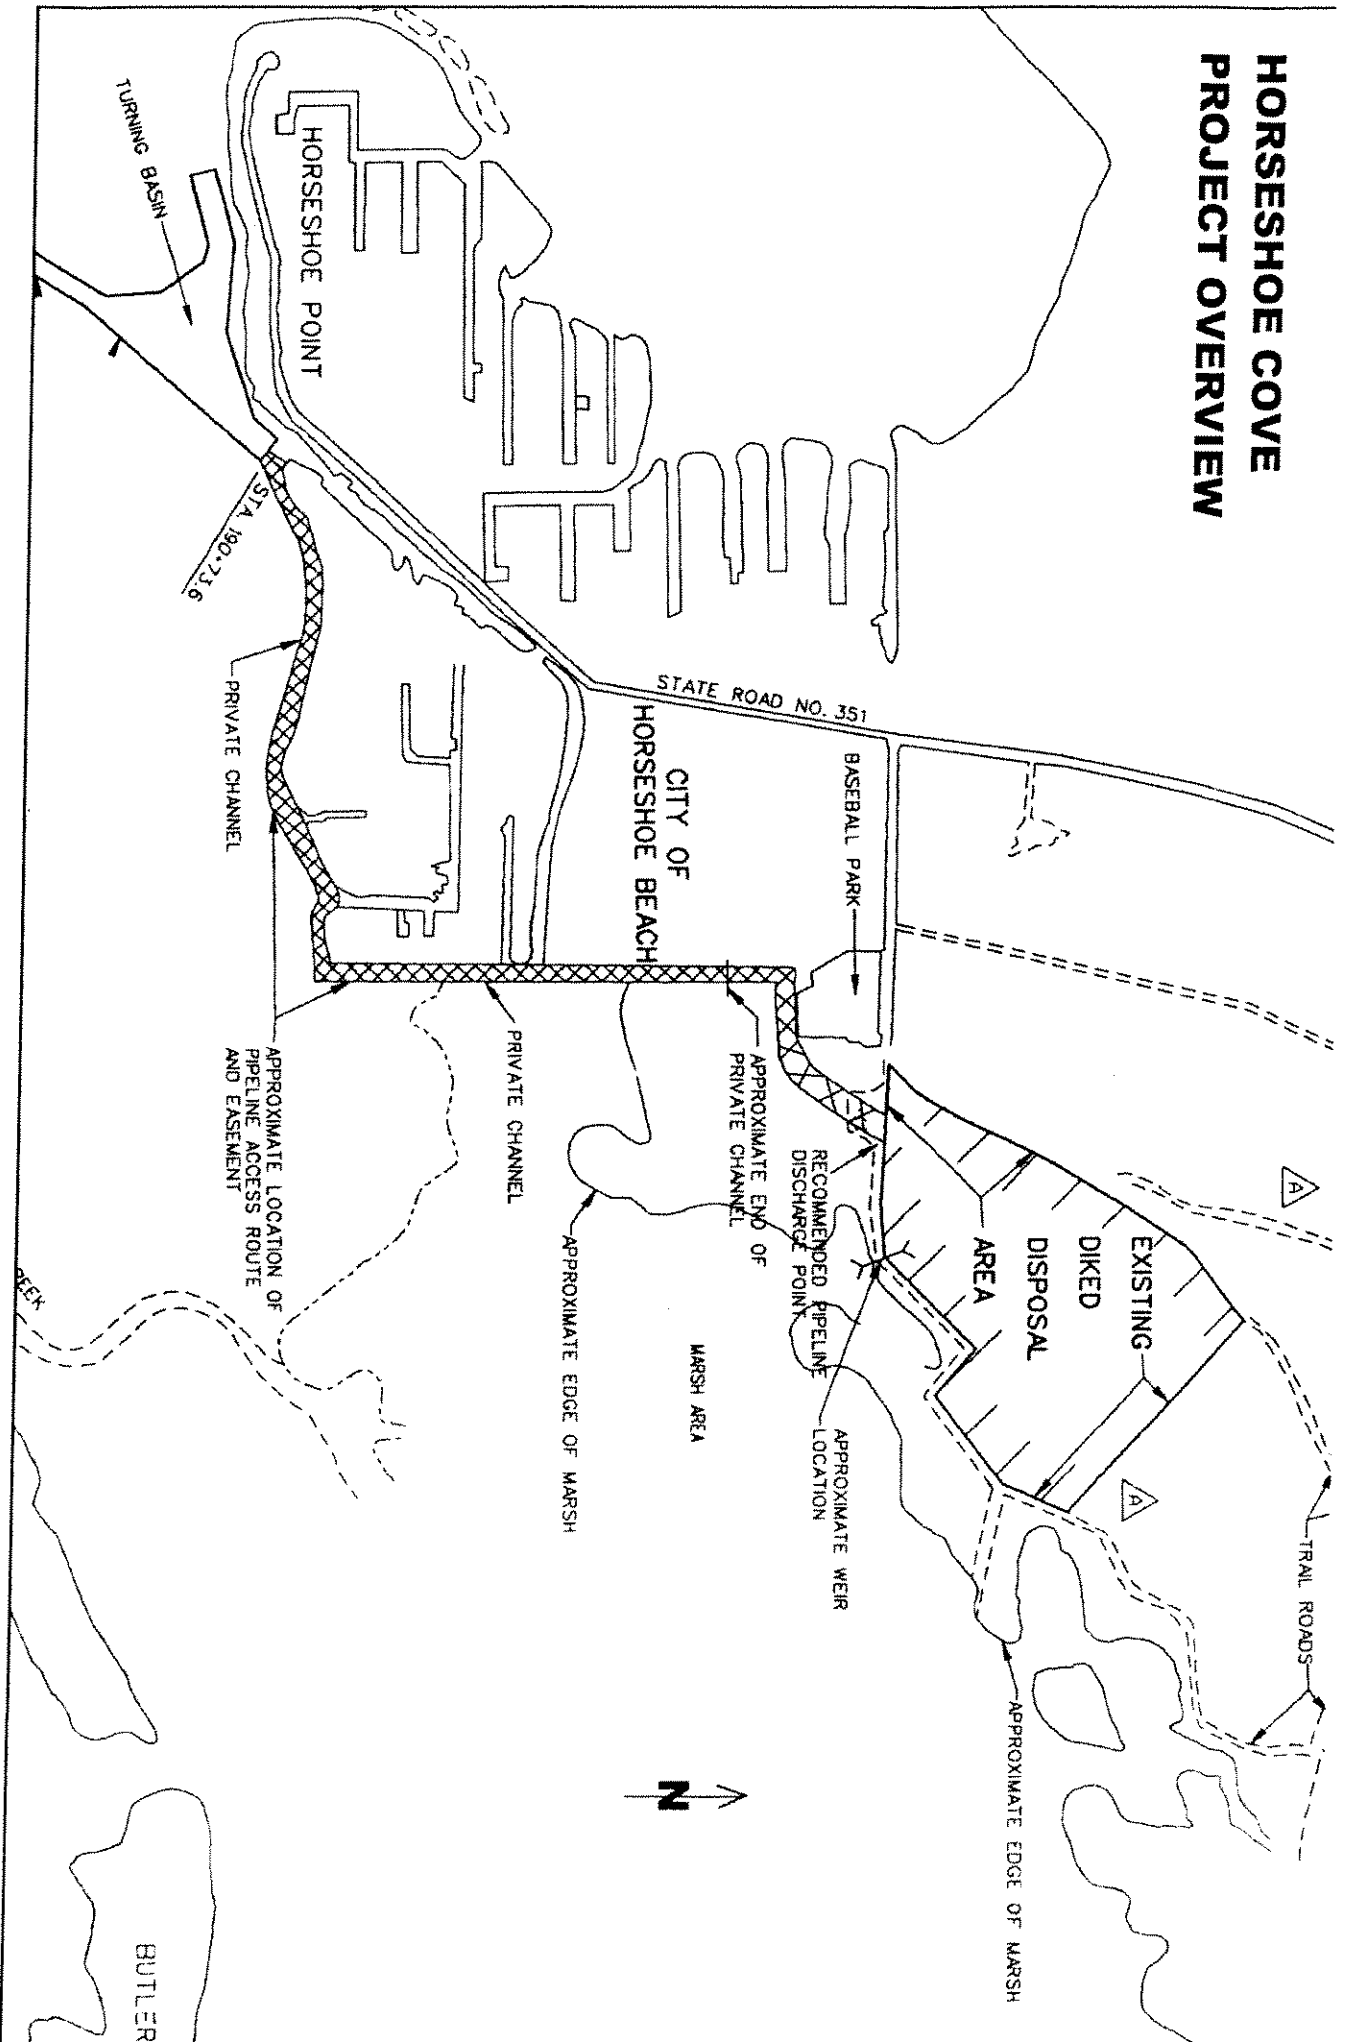 HORSESHOE COVE
PROJECT OVERVIEW
TURNING BASIN
HORSESHOE POINT
STA 190+73.6
PRIVATE CHANNEL
STATE ROAD NO. 351
CITY OF
HORSESHOE BEACH
BASEBALL PARK
APPROXIMATE LOCATION OF
PIPELINE ACCESS ROUTE
AND EASEMENT
PRIVATE CHANNEL
APPROXIMATE END OF
PRIVATE CHANNEL
RECOMMENDED PIPELINE
DISCHARGE POINT
EXISTING
DIKED
DISPOSAL
AREA
A
A
APPROXIMATE EDGE OF MARSH
MARSH AREA
APPROXIMATE WEIR
LOCATION
TRAIL ROADS
APPROXIMATE EDGE OF MARSH
N
BUTLER